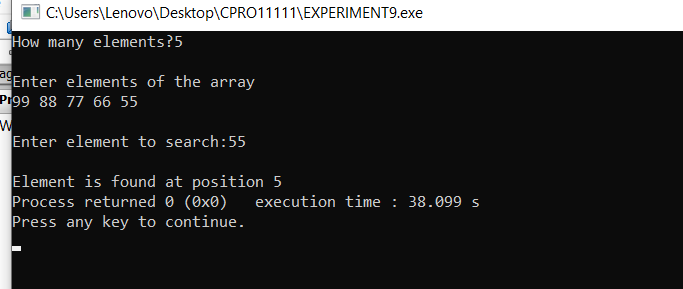 C:\Users\Lenovo\Desktop\CPRO11111\EXPERIMENT9.exe
How many elements?5
Enter elements of the array
99 88 77 66 55
Enter element to search:55
Element is found at position 5
Process returned 0 (0x0)   execution time : 38.099 s
Press any key to continue.
ag
Pr
W